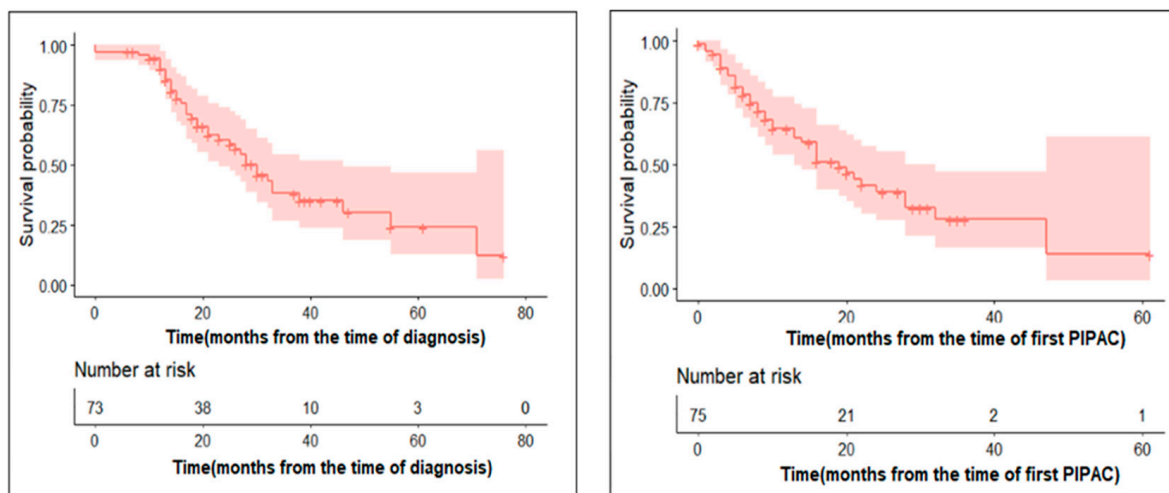 1.00
0.75
0.50
0.25
0.00
Survival probability
0 20 40 60 80
Time(months from the time of diagnosis)
Number at risk
73 38 10 3 0
0 20 40 60 80
Time(months from the time of diagnosis)
1.00
0.75
0.50
0.25
0.00
Survival probability
0 20 40 60
Time(months from the time of first PIPAC)
Number at risk
75 21 2 1
0 20 40 60
Time(months from the time of first PIPAC)